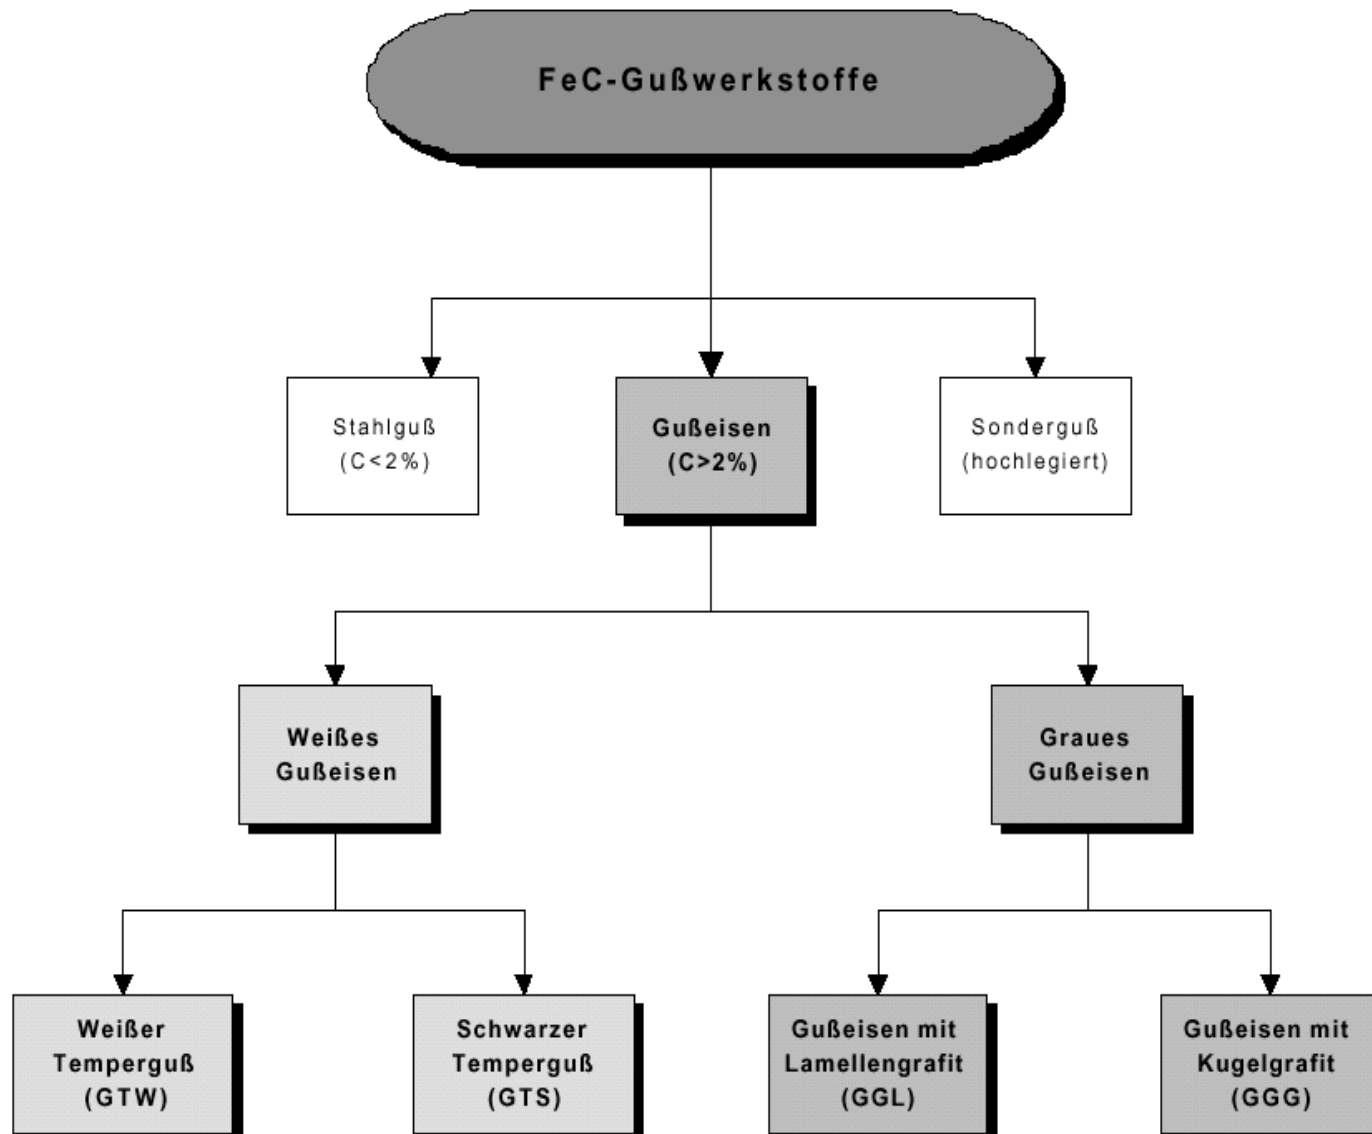 FeC-Gußwerkstoffe
Stahlguß
(C<2%)
Gußeisen
(C>2%)
Sonderguß
(hochlegiert)
Weißes
Gußeisen
Graues
Gußeisen
Weißer
Temperguß
(GTW)
Schwarzer
Temperguß
(GTS)
Gußeisen mit
Lamellengrafit
(GGL)
Gußeisen mit
Kugelgrafit
(GGG)